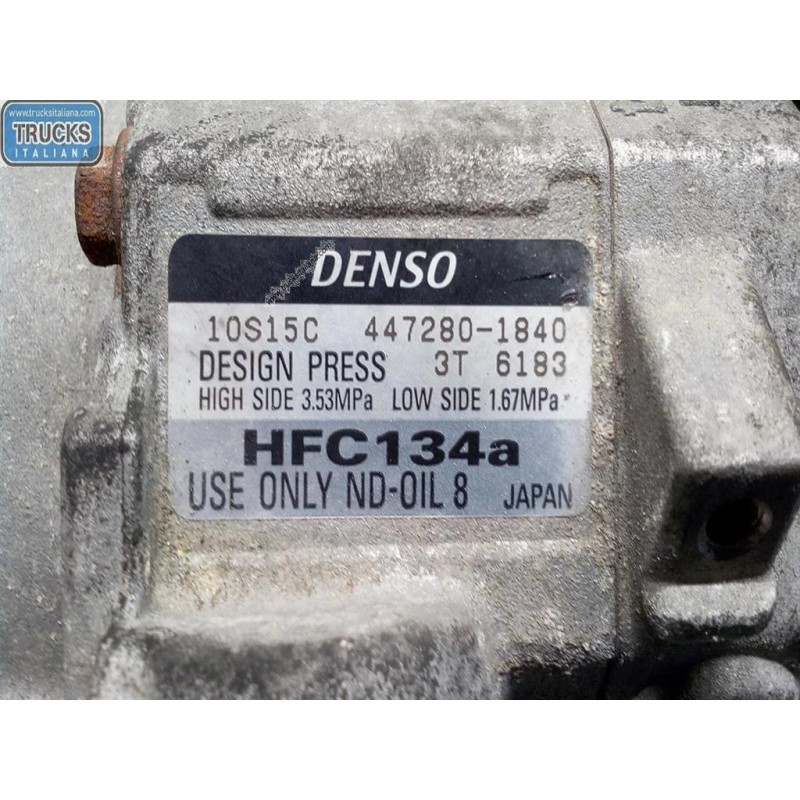 www.trucksitaliana.com
TRUCKS
ITALIANA
DENSO
10S15C 447280-1840
DESIGN PRESS 3T 6183
HIGH SIDE 3.53MPa LOW SIDE 1.67MPa
HFC134a
USE ONLY ND-OIL 8 JAPAN